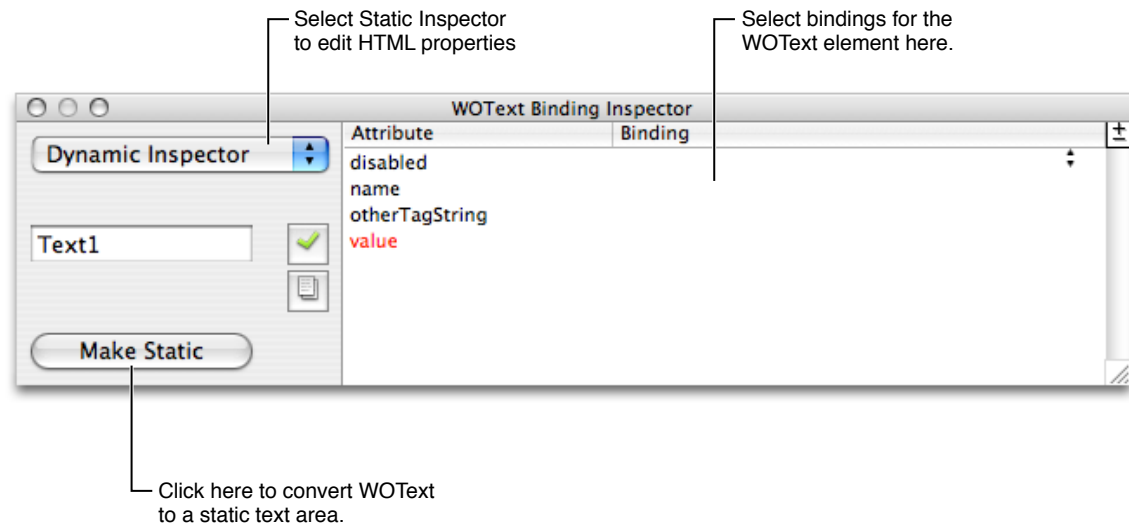 Select Static Inspector
to edit HTML properties
Select bindings for the
WOText element here.
WOText Binding Inspector
Dynamic Inspector
Attribute
Binding
disabled
name
otherTagString
value
Text1
Make Static
Click here to convert WOText
to a static text area.